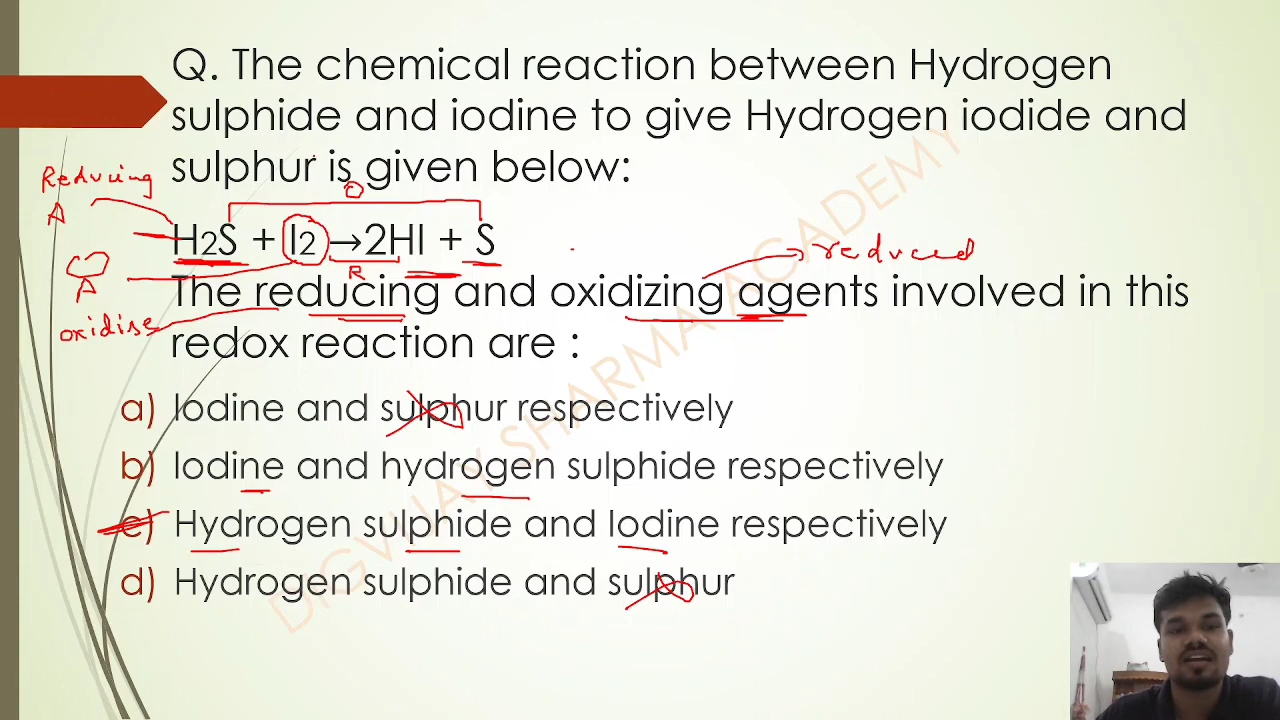 Q. The chemical reaction between Hydrogen
sulphide and iodine to give Hydrogen iodide and
sulphur is given below:
Reducing
A
O
H2S + I2 →2HI + S
R
reduced
O
A
The reducing and oxidizing agents involved in this
oxidise
redox reaction are :
a) Iodine and sulphur respectively
b) Iodine and hydrogen sulphide respectively
c) Hydrogen sulphide and Iodine respectively
d) Hydrogen sulphide and sulphur
DIGVIJAY SHARMA ACADEMY